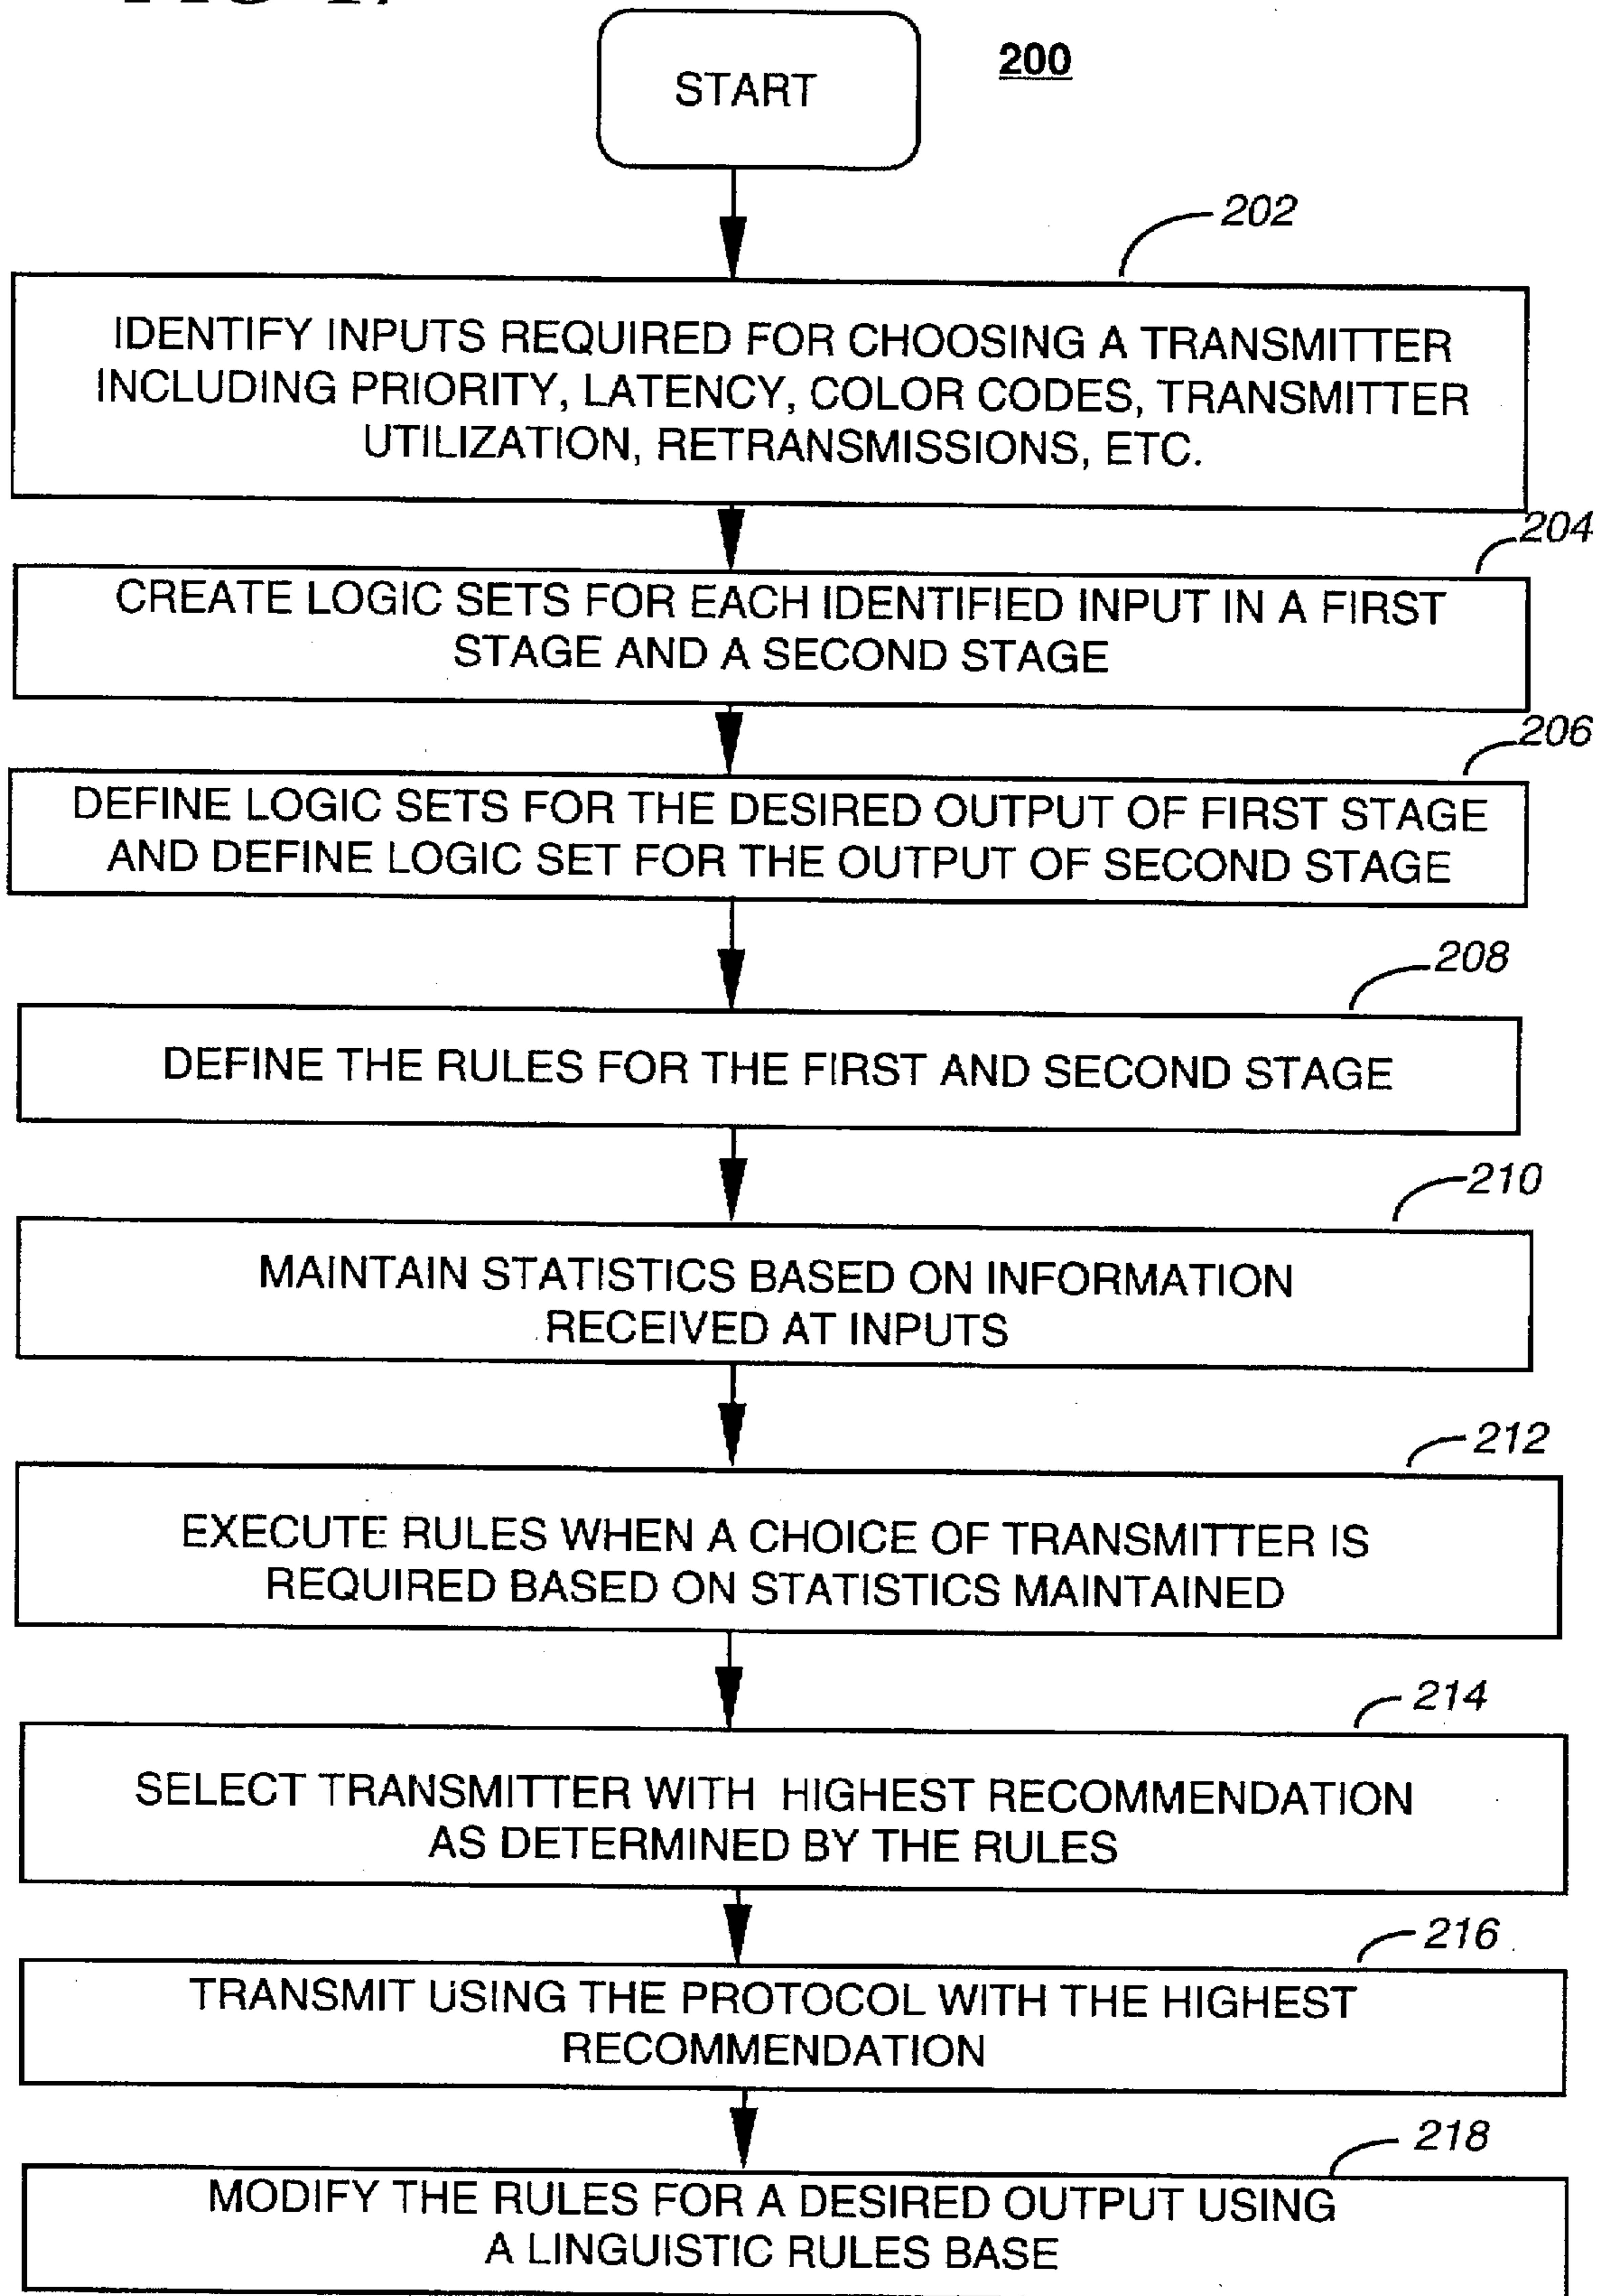 START
200
202
IDENTIFY INPUTS REQUIRED FOR CHOOSING A TRANSMITTER
INCLUDING PRIORITY, LATENCY, COLOR CODES, TRANSMITTER
UTILIZATION, RETRANSMISSIONS, ETC.
204
CREATE LOGIC SETS FOR EACH IDENTIFIED INPUT IN A FIRST
STAGE AND A SECOND STAGE
206
DEFINE LOGIC SETS FOR THE DESIRED OUTPUT OF FIRST STAGE
AND DEFINE LOGIC SET FOR THE OUTPUT OF SECOND STAGE
208
DEFINE THE RULES FOR THE FIRST AND SECOND STAGE
210
MAINTAIN STATISTICS BASED ON INFORMATION
RECEIVED AT INPUTS
212
EXECUTE RULES WHEN A CHOICE OF TRANSMITTER IS
REQUIRED BASED ON STATISTICS MAINTAINED
214
SELECT TRANSMITTER WITH HIGHEST RECOMMENDATION
AS DETERMINED BY THE RULES
216
TRANSMIT USING THE PROTOCOL WITH THE HIGHEST
RECOMMENDATION
218
MODIFY THE RULES FOR A DESIRED OUTPUT USING
A LINGUISTIC RULES BASE